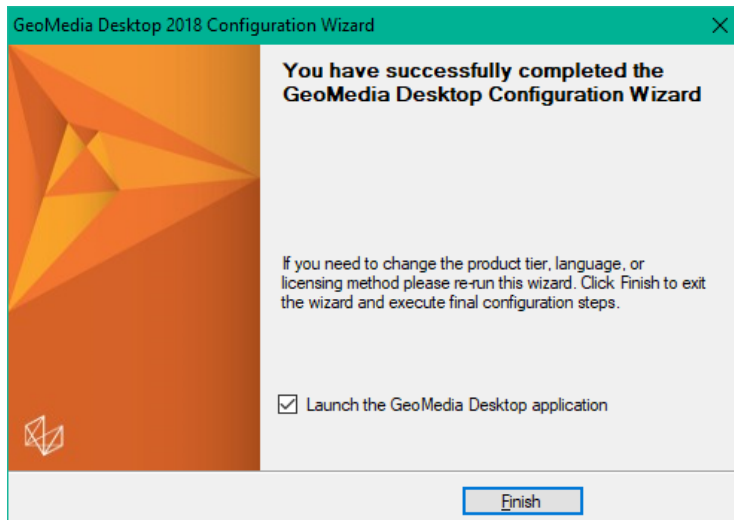 GeoMedia Desktop 2018 Configuration Wizard
You have successfully completed the
GeoMedia Desktop Configuration Wizard
If you need to change the product tier, language, or
licensing method please re-run this wizard. Click Finish to exit
the wizard and execute final configuration steps.
Launch the GeoMedia Desktop application
Finish